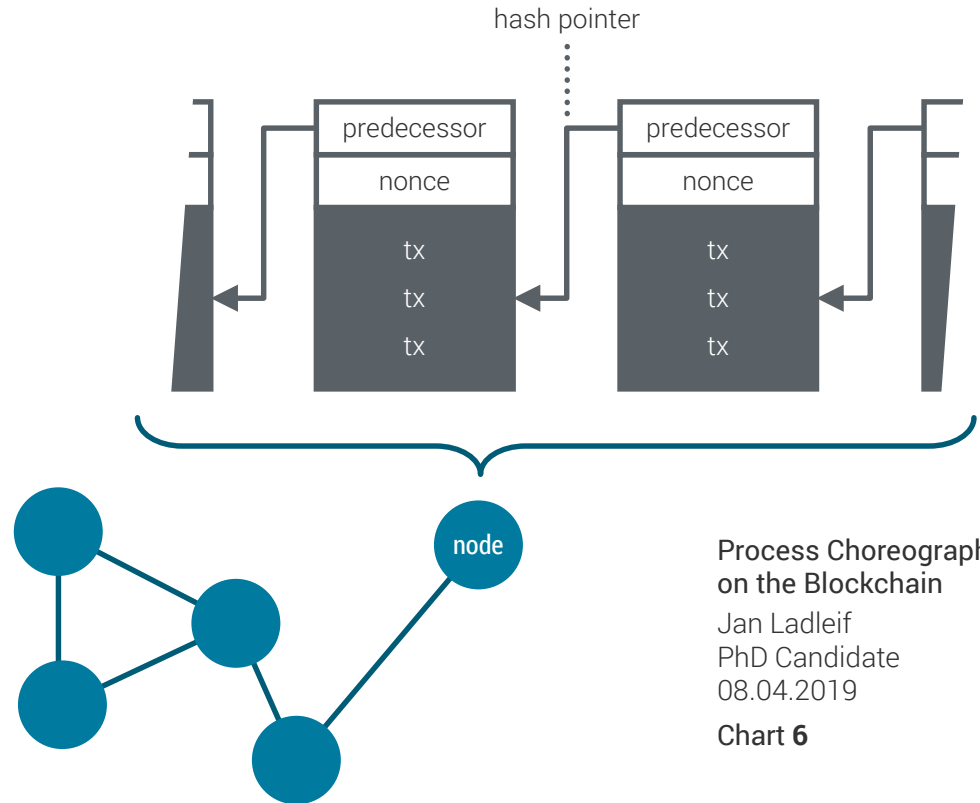 hash pointer
predecessor
nonce
tx
tx
tx
predecessor
nonce
tx
tx
tx
node
Process Choreograph
on the Blockchain
Jan Ladleif
PhD Candidate
08.04.2019
Chart 6